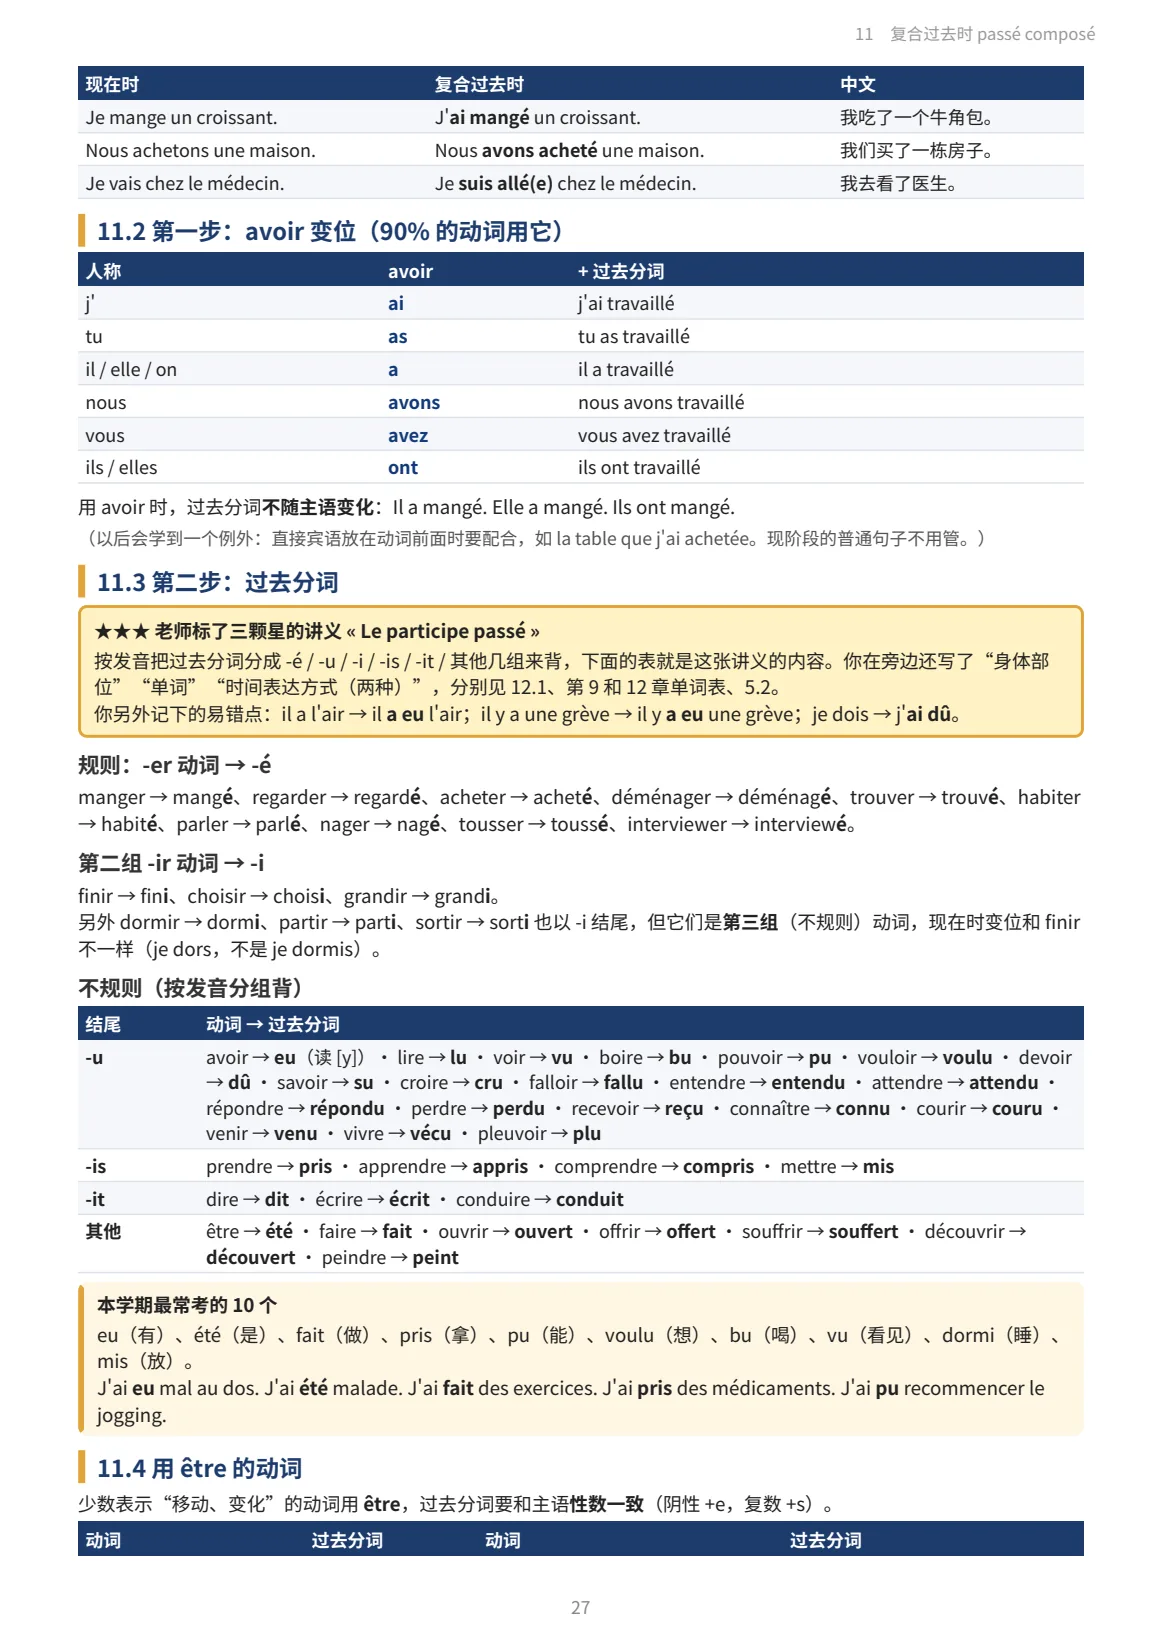 11 复合过去时 passé composé
现在时 复合过去时 中文
Je mange un croissant. J'ai mangé un croissant. 我吃了一个牛角包。
Nous achetons une maison. Nous avons acheté une maison. 我们买了一栋房子。
Je vais chez le médecin. Je suis allé(e) chez le médecin. 我去看了医生。
11.2 第一步：avoir 变位（90% 的动词用它）
人称 avoir + 过去分词
j' ai j'ai travaillé
tu as tu as travaillé
il / elle / on a il a travaillé
nous avons nous avons travaillé
vous avez vous avez travaillé
ils / elles ont ils ont travaillé
用 avoir 时，过去分词不随主语变化：Il a mangé. Elle a mangé. Ils ont mangé.
（以后会学到一个例外：直接宾语放在动词前面时要配合，如 la table que j'ai achetée。现阶段的普通句子不用管。）
11.3 第二步：过去分词
★★★ 老师标了三颗星的讲义 « Le participe passé »
按发音把过去分词分成 -é / -u / -i / -is / -it / 其他几组来背，下面的表就是这张讲义的内容。你在旁边还写了“身体部
位”“单词”“时间表达方式（两种）”，分别见 12.1、第 9 和 12 章单词表、5.2。
你另外记下的易错点：il a l'air → il a eu l'air；il y a une grève → il y a eu une grève；je dois → j'ai dû。
规则：-er 动词 → -é
manger → mangé、regarder → regardé、acheter → acheté、déménager → déménagé、trouver → trouvé、habiter
→ habité、parler → parlé、nager → nagé、tousser → toussé、interviewer → interviewé。
第二组 -ir 动词 → -i
finir → fini、choisir → choisi、grandir → grandi。
另外 dormir → dormi、partir → parti、sortir → sorti 也以 -i 结尾，但它们是第三组（不规则）动词，现在时变位和 finir
不一样（je dors，不是 je dormis）。
不规则（按发音分组背）
结尾 动词 → 过去分词
-u avoir → eu（读 [y]）・ lire → lu ・ voir → vu ・ boire → bu ・ pouvoir → pu ・ vouloir → voulu ・ devoir
→ dû ・ savoir → su ・ croire → cru ・ falloir → fallu ・ entendre → entendu ・ attendre → attendu ・
répondre → répondu ・ perdre → perdu ・ recevoir → reçu ・ connaître → connu ・ courir → couru ・
venir → venu ・ vivre → vécu ・ pleuvoir → plu
-is prendre → pris ・ apprendre → appris ・ comprendre → compris ・ mettre → mis
-it dire → dit ・ écrire → écrit ・ conduire → conduit
其他 être → été ・ faire → fait ・ ouvrir → ouvert ・ offrir → offert ・ souffrir → souffert ・ découvrir →
découvert ・ peindre → peint
本学期最常考的 10 个
eu（有）、été（是）、fait（做）、pris（拿）、pu（能）、voulu（想）、bu（喝）、vu（看见）、dormi（睡）、
mis（放）。
J'ai eu mal au dos. J'ai été malade. J'ai fait des exercices. J'ai pris des médicaments. J'ai pu recommencer le
jogging.
11.4 用 être 的动词
少数表示“移动、变化”的动词用 être，过去分词要和主语性数一致（阴性 +e，复数 +s）。
动词 过去分词 动词 过去分词
27